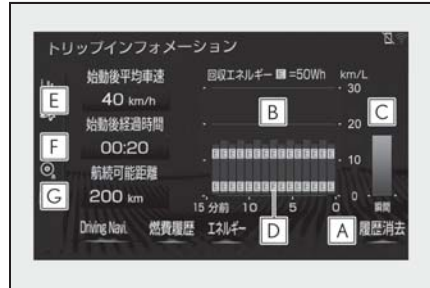 トリップインフォメーション
始動後平均車速
40 km/h
始動後経過時間
00:20
航続可能距離
200 km
回収エネルギー E =50Wh km/L
30
20
10
0
15 分前 10 5 0 瞬間
Driving Navi. 燃費履歴 エネルギー 履歴消去
E
F
G
B
C
D
A